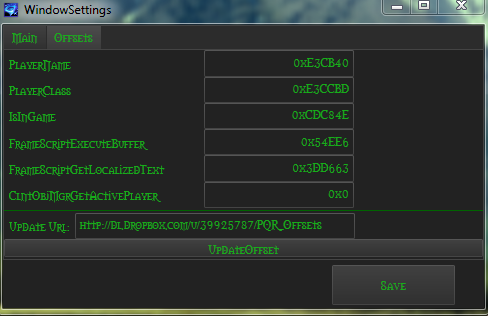 WindowSettings
Main Offsets
PlayerName 0xE3CB40
PlayerClass 0xE3CCBD
IsInGame 0xCDC84E
FrameScriptExecuteBuffer 0x54EE6
FrameScriptGetLocalizedText 0x3DD663
ClntObjMgrGetActivePlayer 0x0
Update Url: http://dl.dropbox.com/u/39925787/PQR_Offsets
UpdateOffset
Save